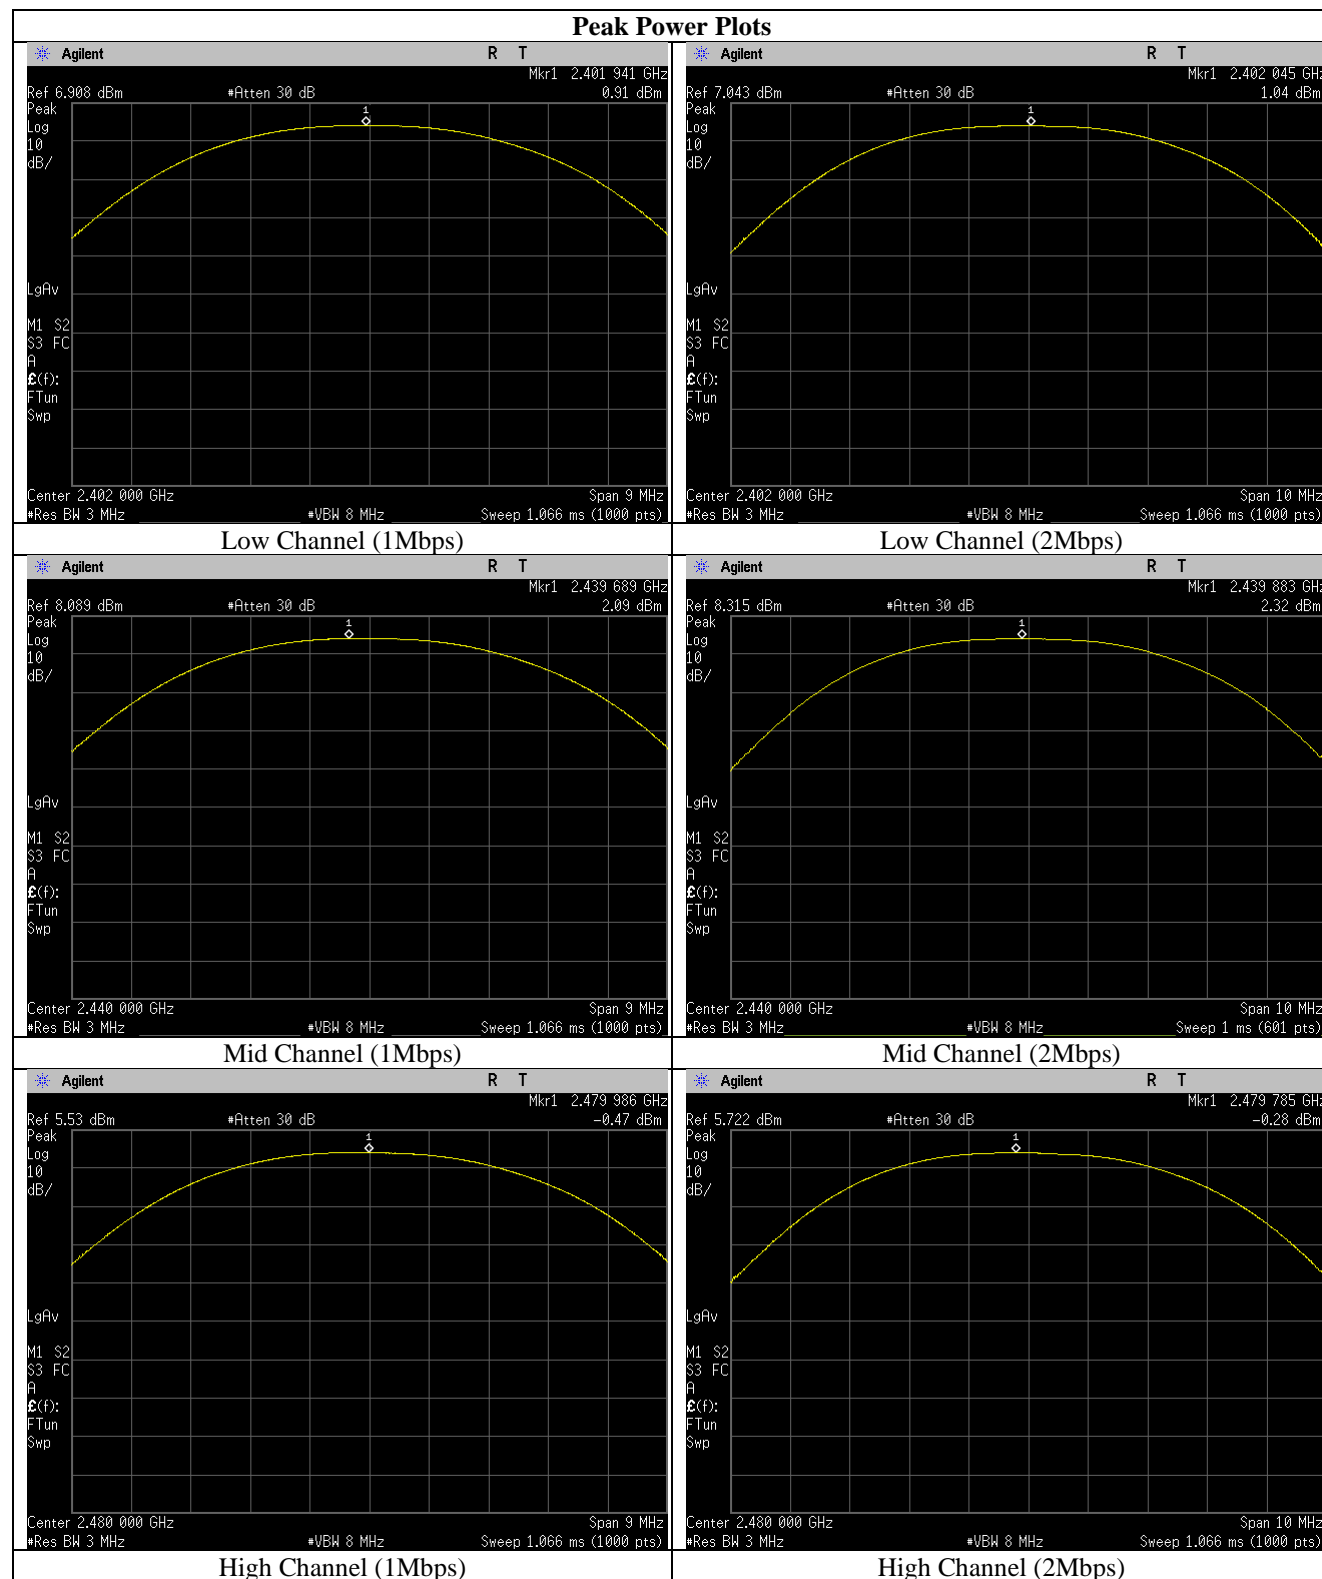 Peak Power Plots
Agilent R T
Mkr1 2.401 941 GHz
Ref 6.908 dBm #Atten 30 dB 0.91 dBm
Peak
Log
10
dB/
1
LgAv
M1 S2
S3 FC
A
£(f):
FTun
Swp
Center 2.402 000 GHz Span 9 MHz
#Res BW 3 MHz #VBW 8 MHz Sweep 1.066 ms (1000 pts)
Low Channel (1Mbps)
Agilent R T
Mkr1 2.402 045 GHz
Ref 7.043 dBm #Atten 30 dB 1.04 dBm
Peak
Log
10
dB/
1
LgAv
M1 S2
S3 FC
A
£(f):
FTun
Swp
Center 2.402 000 GHz Span 10 MHz
#Res BW 3 MHz #VBW 8 MHz Sweep 1.066 ms (1000 pts)
Low Channel (2Mbps)
Agilent R T
Mkr1 2.439 689 GHz
Ref 8.089 dBm #Atten 30 dB 2.09 dBm
Peak
Log
10
dB/
1
LgAv
M1 S2
S3 FC
A
£(f):
FTun
Swp
Center 2.440 000 GHz Span 9 MHz
#Res BW 3 MHz #VBW 8 MHz Sweep 1.066 ms (1000 pts)
Mid Channel (1Mbps)
Agilent R T
Mkr1 2.439 883 GHz
Ref 8.315 dBm #Atten 30 dB 2.32 dBm
Peak
Log
10
dB/
1
LgAv
M1 S2
S3 FC
A
£(f):
FTun
Swp
Center 2.440 000 GHz Span 10 MHz
#Res BW 3 MHz #VBW 8 MHz Sweep 1 ms (601 pts)
Mid Channel (2Mbps)
Agilent R T
Mkr1 2.479 986 GHz
Ref 5.53 dBm #Atten 30 dB -0.47 dBm
Peak
Log
10
dB/
1
LgAv
M1 S2
S3 FC
A
£(f):
FTun
Swp
Center 2.480 000 GHz Span 9 MHz
#Res BW 3 MHz #VBW 8 MHz Sweep 1.066 ms (1000 pts)
High Channel (1Mbps)
Agilent R T
Mkr1 2.479 785 GHz
Ref 5.722 dBm #Atten 30 dB -0.28 dBm
Peak
Log
10
dB/
1
LgAv
M1 S2
S3 FC
A
£(f):
FTun
Swp
Center 2.480 000 GHz Span 10 MHz
#Res BW 3 MHz #VBW 8 MHz Sweep 1.066 ms (1000 pts)
High Channel (2Mbps)